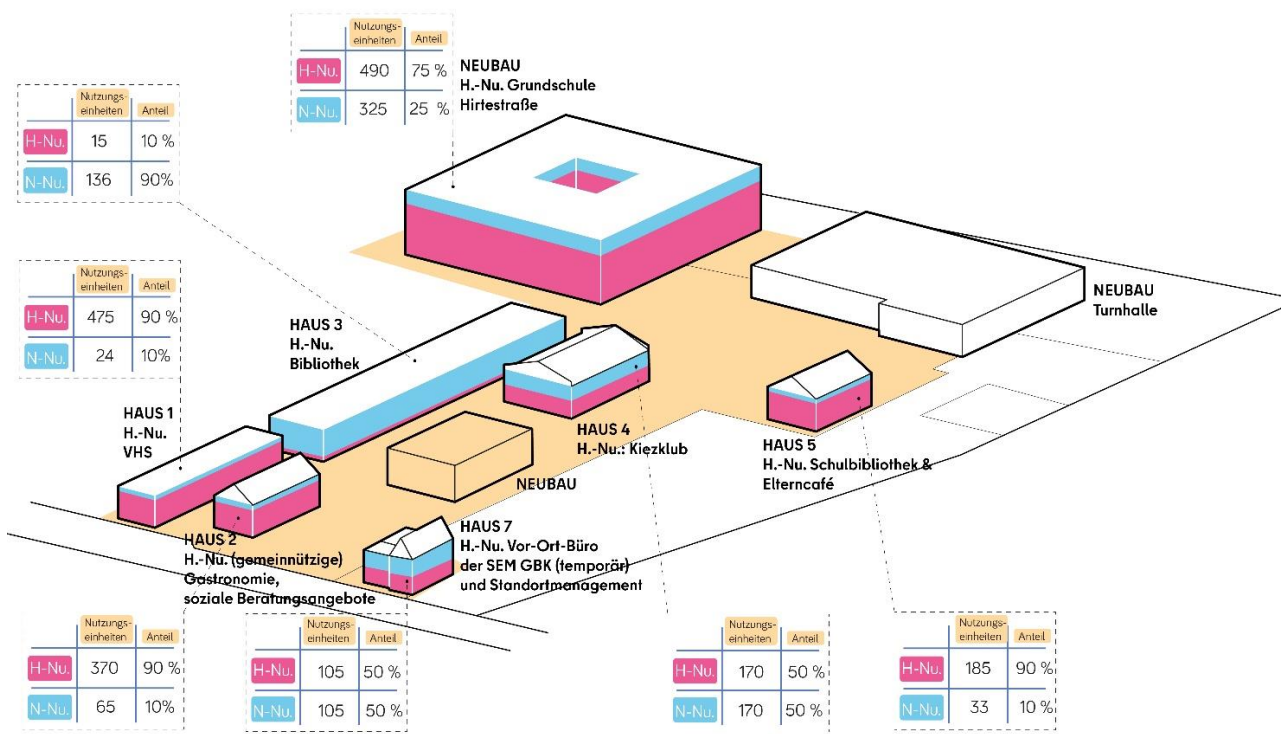 Nutzungs-
einheiten Anteil
H-Nu. 490 75 %
N-Nu. 325 25 %
NEUBAU
H.-Nu. Grundschule
Hirtestraße
Nutzungs-
einheiten Anteil
H-Nu. 15 10 %
N-Nu. 136 90%
Nutzungs-
einheiten Anteil
H-Nu. 475 90 %
N-Nu. 24 10%
NEUBAU
Turnhalle
HAUS 3
H.-Nu.
Bibliothek
HAUS 1
H.-Nu.
VHS
HAUS 4
H.-Nu.: Kiezklub
HAUS 5
H.-Nu. Schulbibliothek &
Elterncafé
NEUBAU
HAUS 2
H.-Nu. (gemeinnützige)
Gastronomie,
soziale Beratungsangebote
HAUS 7
H.-Nu. Vor-Ort-Büro
der SEM GBK (temporär)
und Standortmanagement
Nutzungs-
einheiten Anteil
H-Nu. 370 90 %
N-Nu. 65 10%
Nutzungs-
einheiten Anteil
H-Nu. 105 50 %
N-Nu. 105 50 %
Nutzungs-
einheiten Anteil
H-Nu. 170 50 %
N-Nu. 170 50 %
Nutzungs-
einheiten Anteil
H-Nu. 185 90 %
N-Nu. 33 10 %